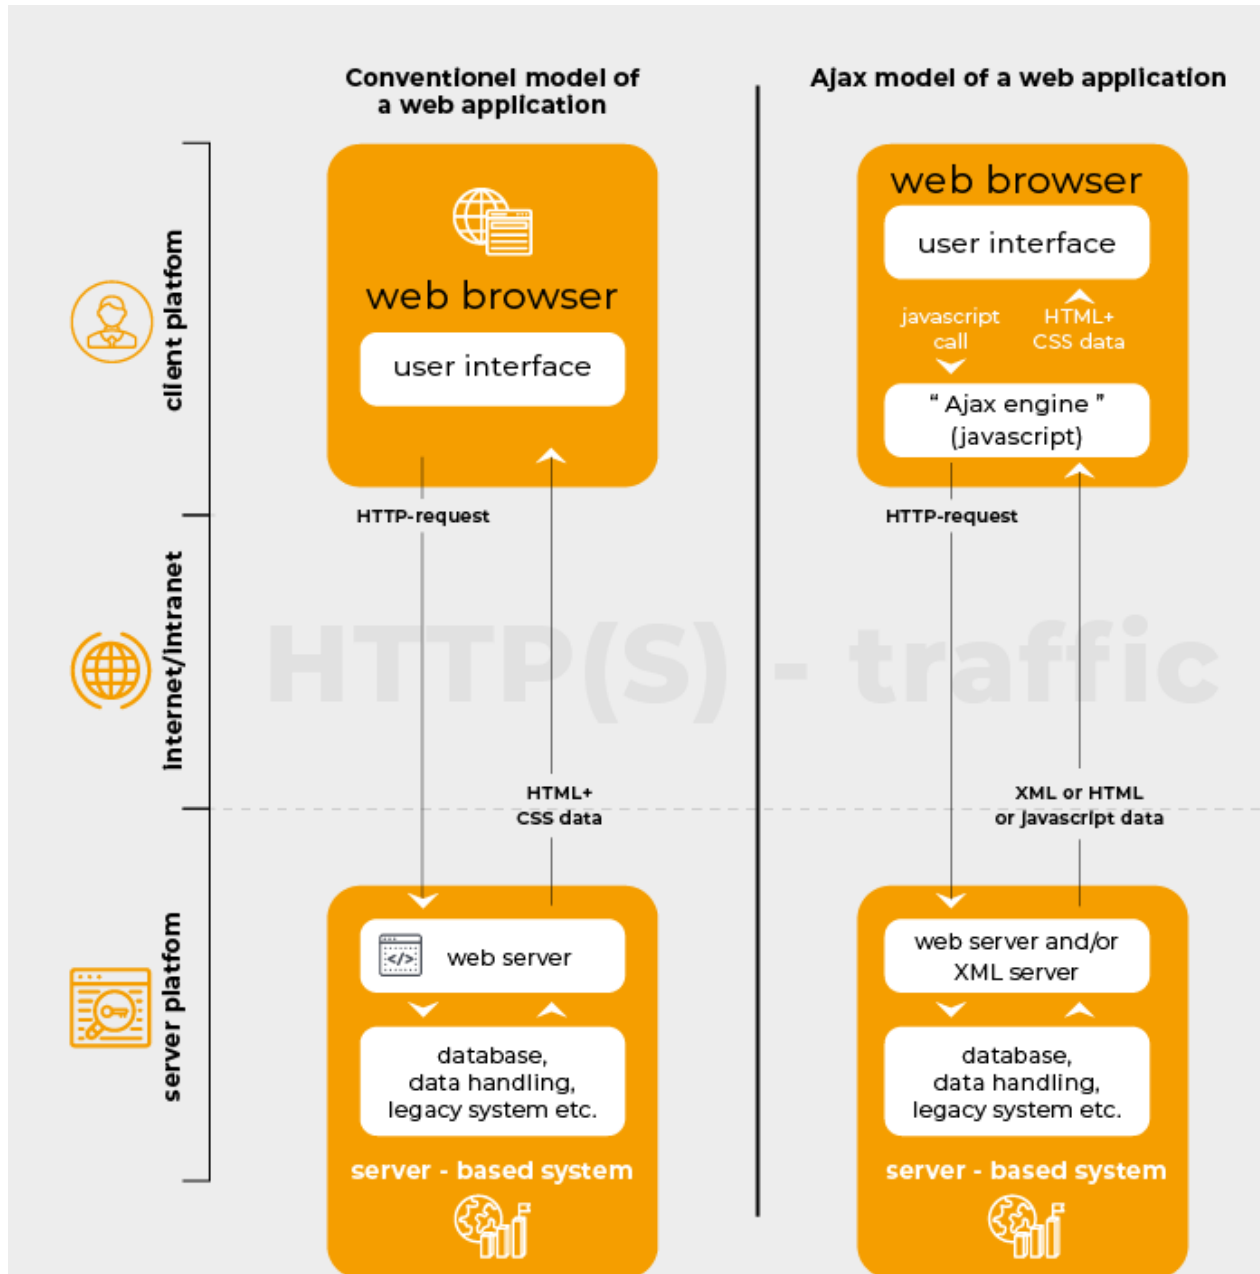 Conventionel model of
a web application
Ajax model of a web application
client platfom
web browser
user interface
HTTP-request
web browser
user interface
javascript
call
HTML+
CSS data
“ Ajax engine ”
(javascript)
HTTP-request
internet/intranet
HTTP(S) - traffic
HTML+
CSS data
XML or HTML
or javascript data
server platfom
</>
web server
database,
data handling,
legacy system etc.
server - based system
web server and/or
XML server
database,
data handling,
legacy system etc.
server - based system